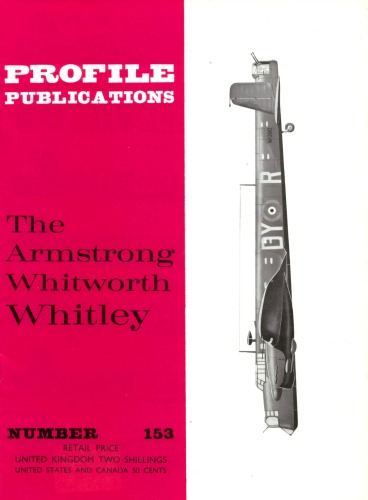 PROFILE
PUBLICATIONS
The
Armstrong
Whitworth
Whitley
NUMBER 153
RETAIL PRICE
UNITED KINGDOM TWO SHILLINGS
UNITED STATES AND CANADA 50 CENTS
DY R